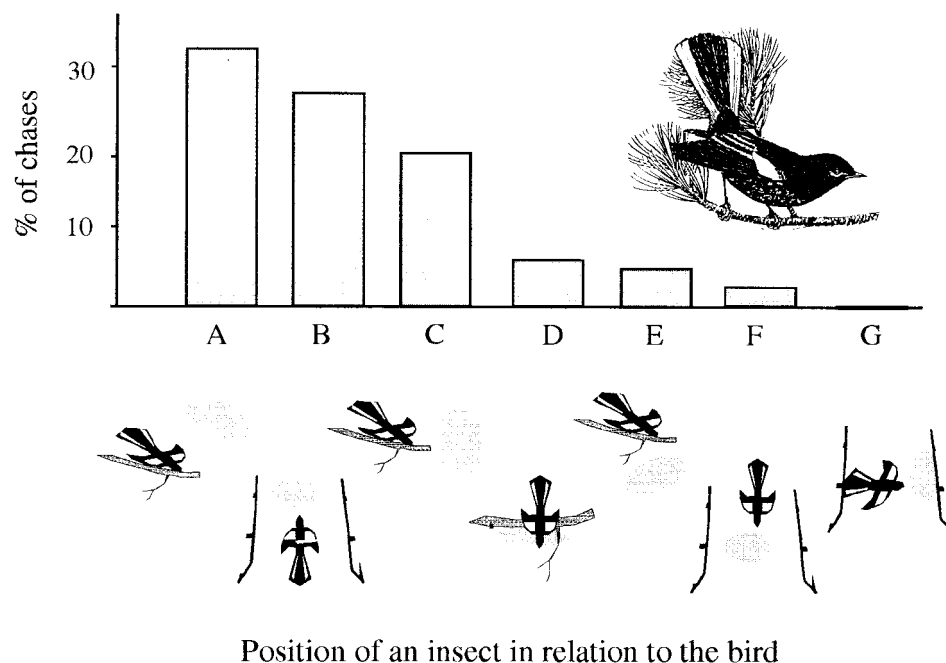 % of chases
30
20
10
A B C D E F G
Position of an insect in relation to the bird